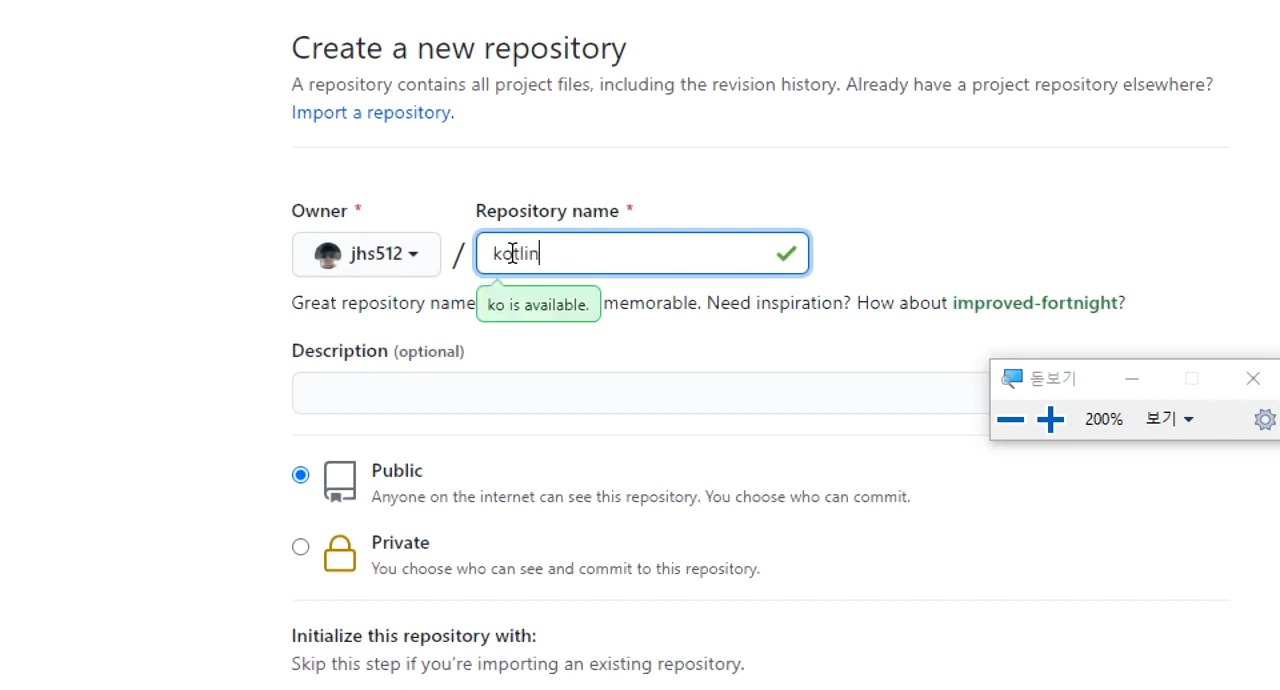 Create a new repository
A repository contains all project files, including the revision history. Already have a project repository elsewhere?
Import a repository.
Owner *
Repository name *
jhs512
/
kotlin
Great repository name
ko is available.
memorable. Need inspiration? How about improved-fortnight?
Description (optional)
돋보기
200%
보기
Public
Anyone on the internet can see this repository. You choose who can commit.
Private
You choose who can see and commit to this repository.
Initialize this repository with:
Skip this step if you're importing an existing repository.